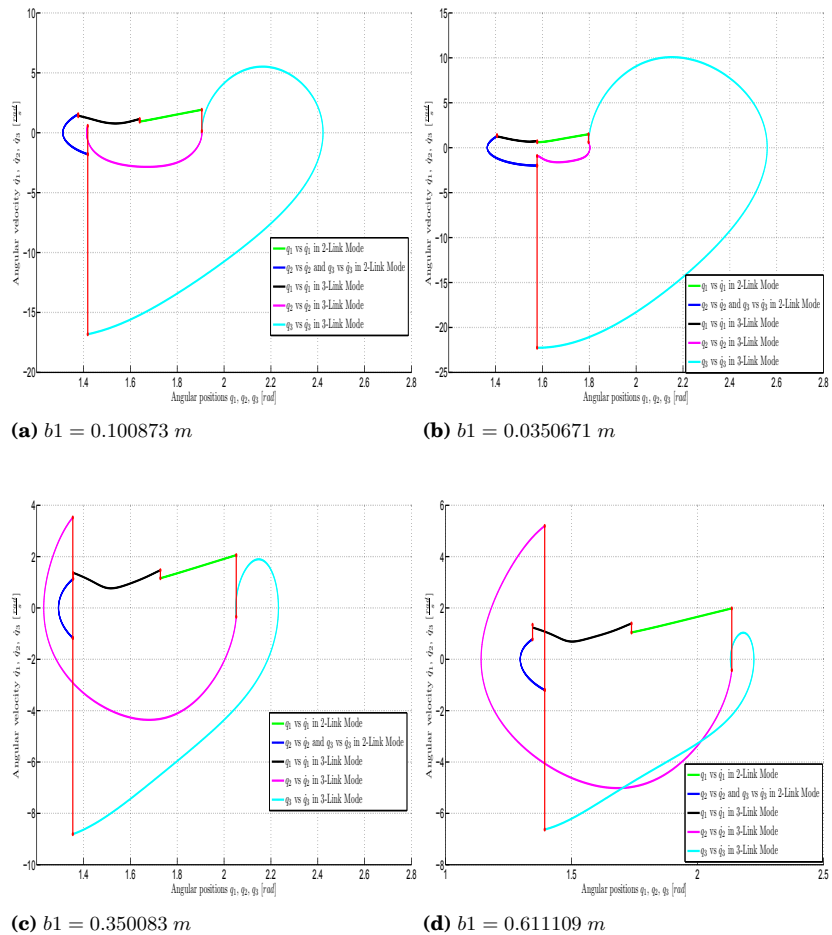 10
5
0
−5
−10
−15
−20
1.4 1.6 1.8 2 2.2 2.4 2.6 2.8
Angular velocity q̇₁, q̇₂, q̇₃ [rad/s]
Angular positions q₁, q₂, q₃ [rad]
q₁ vs q̇₁ in 2-Link Mode
q₂ vs q̇₂ and q₃ vs q̇₃ in 2-Link Mode
q₁ vs q̇₁ in 3-Link Mode
q₂ vs q̇₂ in 3-Link Mode
q₃ vs q̇₃ in 3-Link Mode
(a) b1 = 0.100873 m
15
10
5
0
−5
−10
−15
−20
−25
1.2 1.4 1.6 1.8 2 2.2 2.4 2.6 2.8
Angular velocity q̇₁, q̇₂, q̇₃ [rad/s]
Angular positions q₁, q₂, q₃ [rad]
q₁ vs q̇₁ in 2-Link Mode
q₂ vs q̇₂ and q₃ vs q̇₃ in 2-Link Mode
q₁ vs q̇₁ in 3-Link Mode
q₂ vs q̇₂ in 3-Link Mode
q₃ vs q̇₃ in 3-Link Mode
(b) b1 = 0.0350671 m
4
2
0
−2
−4
−6
−8
−10
1.4 1.6 1.8 2 2.2 2.4 2.6 2.8
Angular velocity q̇₁, q̇₂, q̇₃ [rad/s]
Angular positions q₁, q₂, q₃ [rad]
q₁ vs q̇₁ in 2-Link Mode
q₂ vs q̇₂ and q₃ vs q̇₃ in 2-Link Mode
q₁ vs q̇₁ in 3-Link Mode
q₂ vs q̇₂ in 3-Link Mode
q₃ vs q̇₃ in 3-Link Mode
(c) b1 = 0.350083 m
6
4
2
0
−2
−4
−6
−8
1 1.5 2 2.5
Angular velocity q̇₁, q̇₂, q̇₃ [rad/s]
Angular positions q₁, q₂, q₃ [rad]
q₁ vs q̇₁ in 2-Link Mode
q₂ vs q̇₂ and q₃ vs q̇₃ in 2-Link Mode
q₁ vs q̇₁ in 3-Link Mode
q₂ vs q̇₂ in 3-Link Mode
q₃ vs q̇₃ in 3-Link Mode
(d) b1 = 0.611109 m